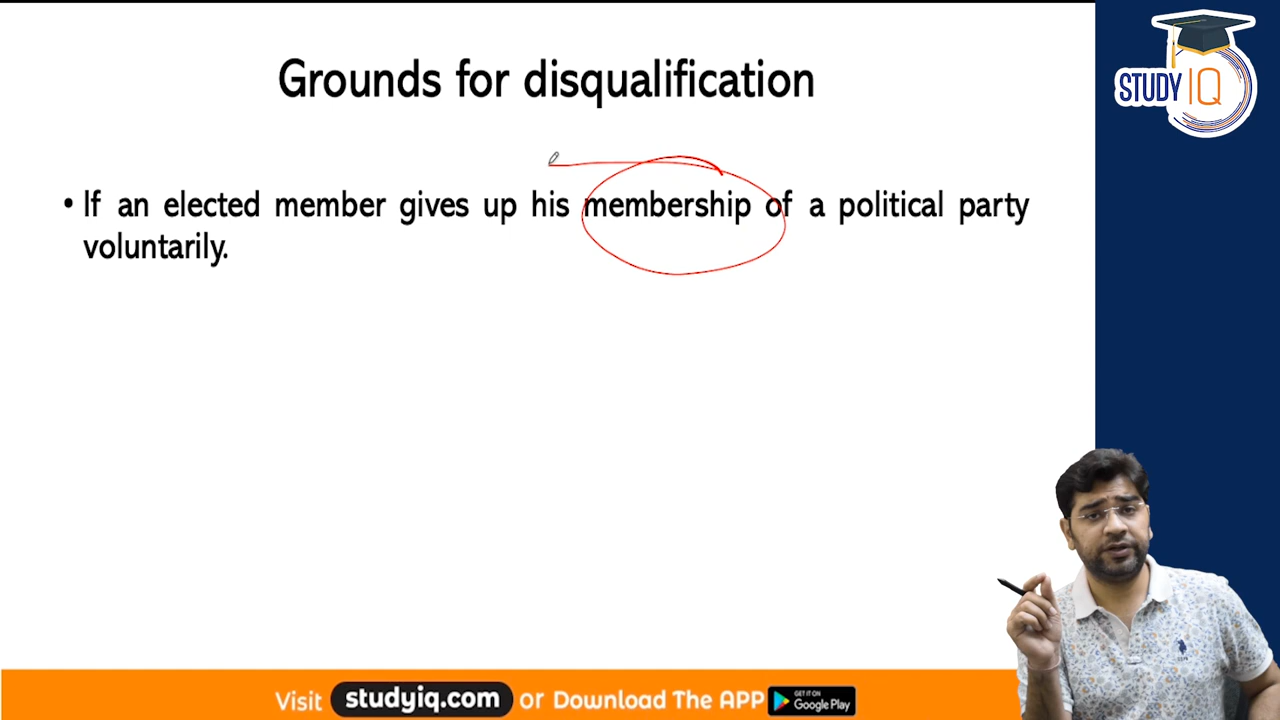 Grounds for disqualification
STUDY IQ
• If an elected member gives up his membership of a political party
voluntarily.
Visit studyiq.com or Download The APP GET IT ON Google Play